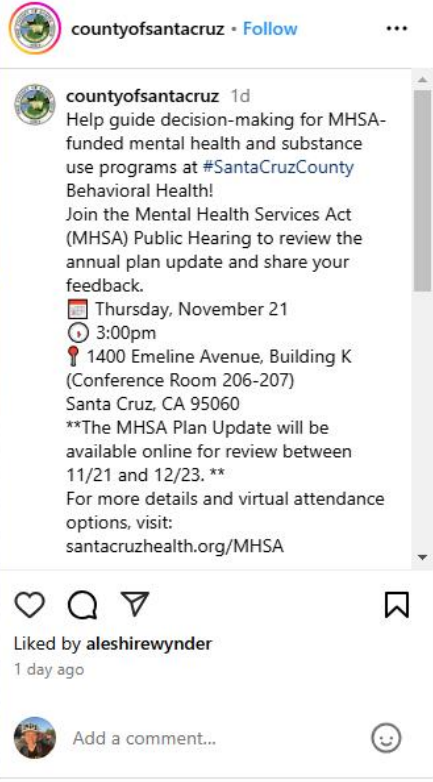 countyofsantacruz • Follow
countyofsantacruz 1d
Help guide decision-making for MHSA-
funded mental health and substance
use programs at #SantaCruzCounty
Behavioral Health!
Join the Mental Health Services Act
(MHSA) Public Hearing to review the
annual plan update and share your
feedback.
Thursday, November 21
3:00pm
1400 Emeline Avenue, Building K
(Conference Room 206-207)
Santa Cruz, CA 95060
**The MHSA Plan Update will be
available online for review between
11/21 and 12/23. **
For more details and virtual attendance
options, visit:
santacruzhealth.org/MHSA
Liked by aleshirewynder
1 day ago
Add a comment...